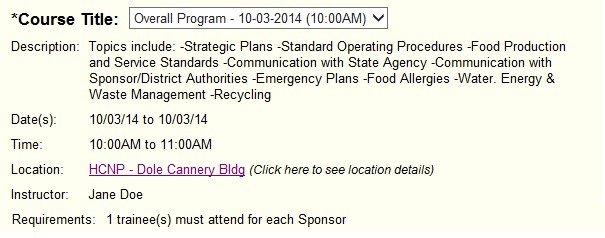 *Course Title: Overall Program - 10-03-2014 (10:00AM)
Description: Topics include: -Strategic Plans -Standard Operating Procedures -Food Production
and Service Standards -Communication with State Agency -Communication with
Sponsor/District Authorities -Emergency Plans -Food Allergies -Water. Energy &
Waste Management -Recycling
Date(s): 10/03/14 to 10/03/14
Time: 10:00AM to 11:00AM
Location: HCNP - Dole Cannery Bldg (Click here to see location details)
Instructor: Jane Doe
Requirements: 1 trainee(s) must attend for each Sponsor